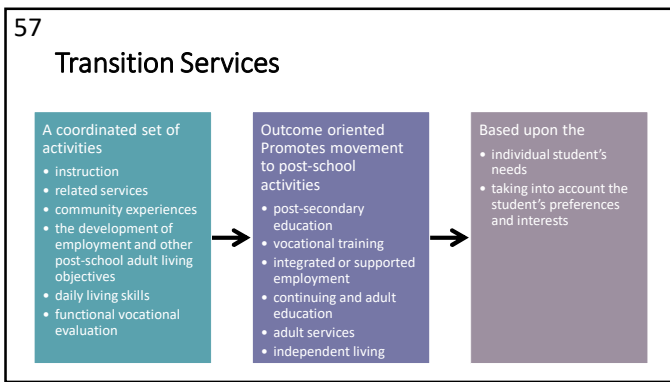 57
Transition Services
A coordinated set of
activities
• instruction
• related services
• community experiences
• the development of
employment and other
post-school adult living
objectives
• daily living skills
• functional vocational
evaluation
Outcome oriented
Promotes movement
to post-school
activities
• post-secondary
education
• vocational training
• integrated or supported
employment
• continuing and adult
education
• adult services
• independent living
Based upon the
• individual student's
needs
• taking into account the
student's preferences
and interests